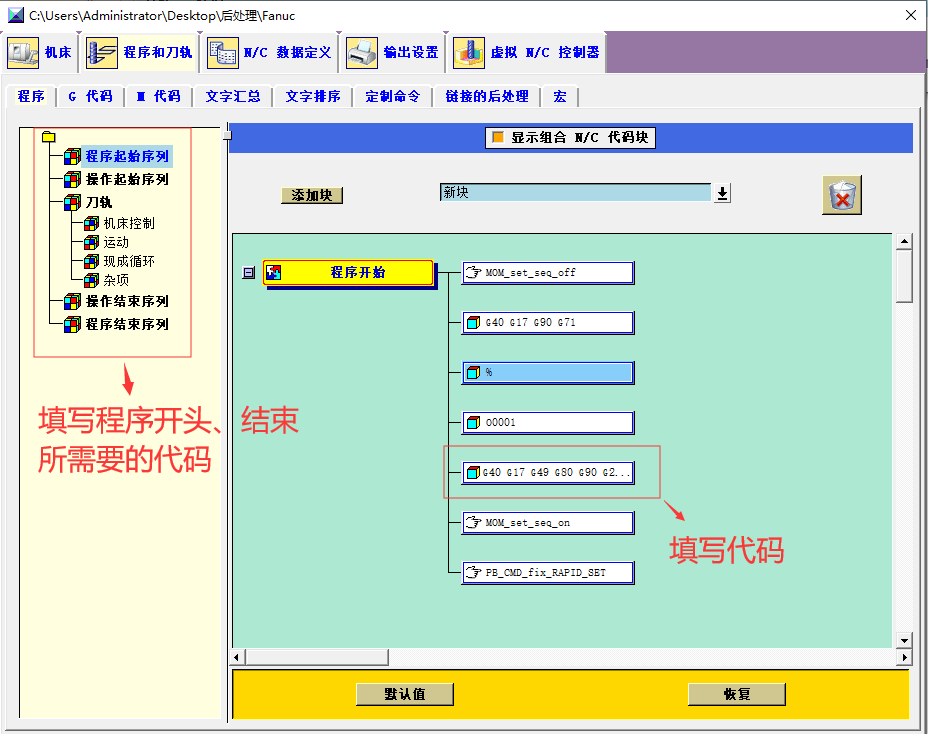 C:\Users\Administrator\Desktop\后处理\Fanuc
机床
程序和刀轨
N/C 数据定义
输出设置
虚拟 N/C 控制器
程序
G 代码
M 代码
文字汇总
文字排序
定制命令
链接的后处理
宏
显示组合 N/C 代码块
程序起始序列
操作起始序列
刀轨
机床控制
运动
现成循环
杂项
操作结束序列
程序结束序列
添加块
新块
程序开始
MOM_set_seq_off
G40 G17 G90 G71
%
O0001
G40 G17 G49 G80 G90 G2...
MOM_set_seq_on
PB_CMD_fix_RAPID_SET
填写程序开头、结束
所需要的代码
填写代码
默认值
恢复